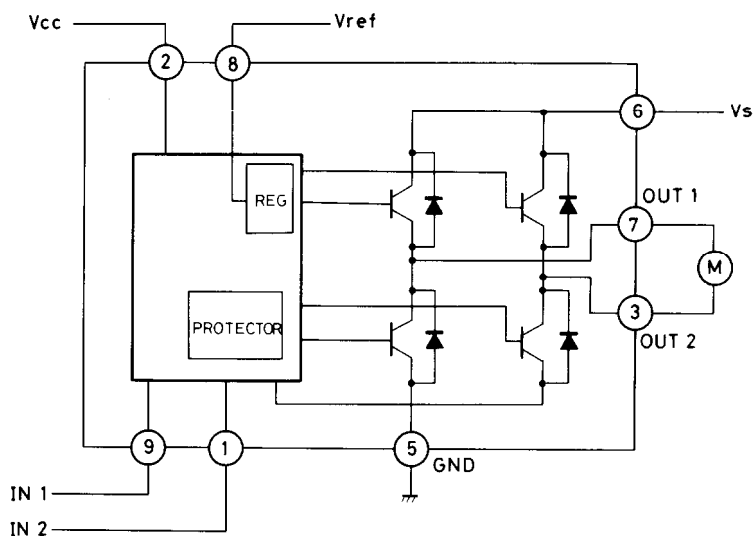 Vcc
Vref
2
8
6
Vs
REG
OUT 1
7
M
PROTECTOR
3
OUT 2
9
1
5
GND
IN 1
IN 2